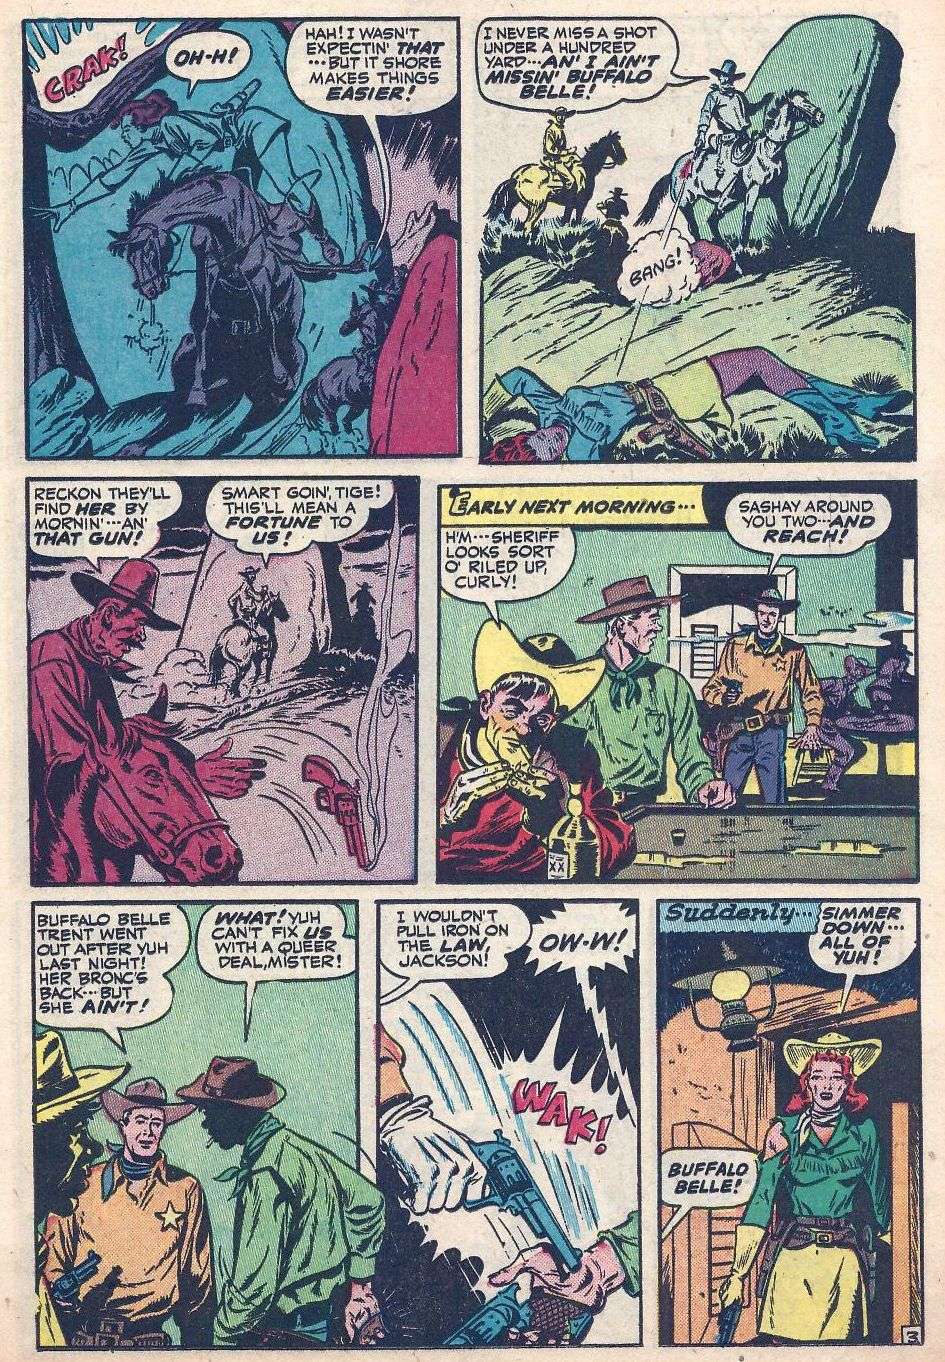 CRAK!
OH-H!
HAH! I WASN'T
EXPECTIN' THAT
...BUT IT SHORE
MAKES THINGS
EASIER!
I NEVER MISS A SHOT
UNDER A HUNDRED
YARD...AN' I AIN'T
MISSIN' BUFFALO
BELLE!
BANG!
RECKON THEY'LL
FIND HER BY
MORNIN'...AN'
THAT GUN!
SMART GOIN', TIGE!
THIS'LL MEAN A
FORTUNE TO
US!
EARLY NEXT MORNING...
H'M...SHERIFF
LOOKS SORT
O' RILED UP,
CURLY!
SASHAY AROUND
YOU TWO...AND
REACH!
XX
BUFFALO BELLE
TRENT WENT
OUT AFTER YUH
LAST NIGHT!
HER BRONC'S
BACK...BUT
SHE AIN'T!
WHAT! YUH
CAN'T FIX US
WITH A QUEER
DEAL, MISTER!
I WOULDN'T
PULL IRON ON
THE LAW,
JACKSON!
OW-W!
WAK!
Suddenly...
SIMMER
DOWN...
ALL OF
YUH!
BUFFALO
BELLE!
3